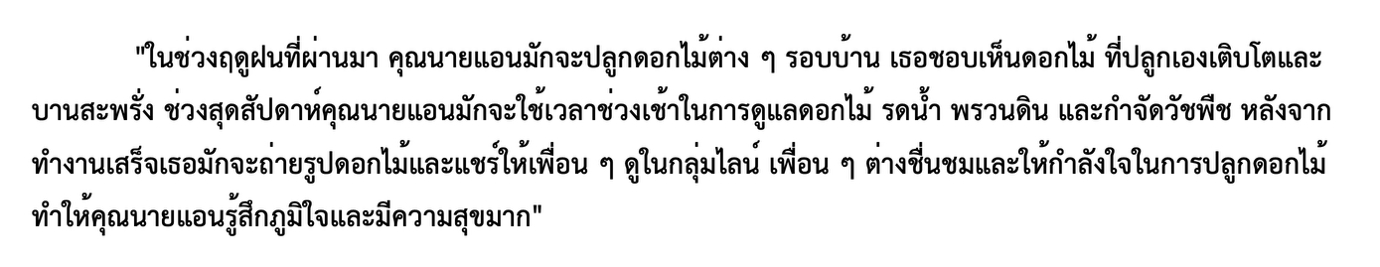 "ในช่วงฤดูฝนที่ผ่านมา คุณนายแอนมักจะปลูกดอกไม้ต่าง ๆ รอบบ้าน เธอชอบเห็นดอกไม้ ที่ปลูกเองเติบโตและ
บานสะพรั่ง ช่วงสุดสัปดาห์คุณนายแอนมักจะใช้เวลาช่วงเช้าในการดูแลดอกไม้ รดน้ำ พรวนดิน และกำจัดวัชพืช หลังจาก
ทำงานเสร็จเธอมักจะถ่ายรูปดอกไม้และแชร์ให้เพื่อน ๆ ดูในกลุ่มไลน์ เพื่อน ๆ ต่างชื่นชมและให้กำลังใจในการปลูกดอกไม้
ทำให้คุณนายแอนรู้สึกภูมิใจและมีความสุขมาก"